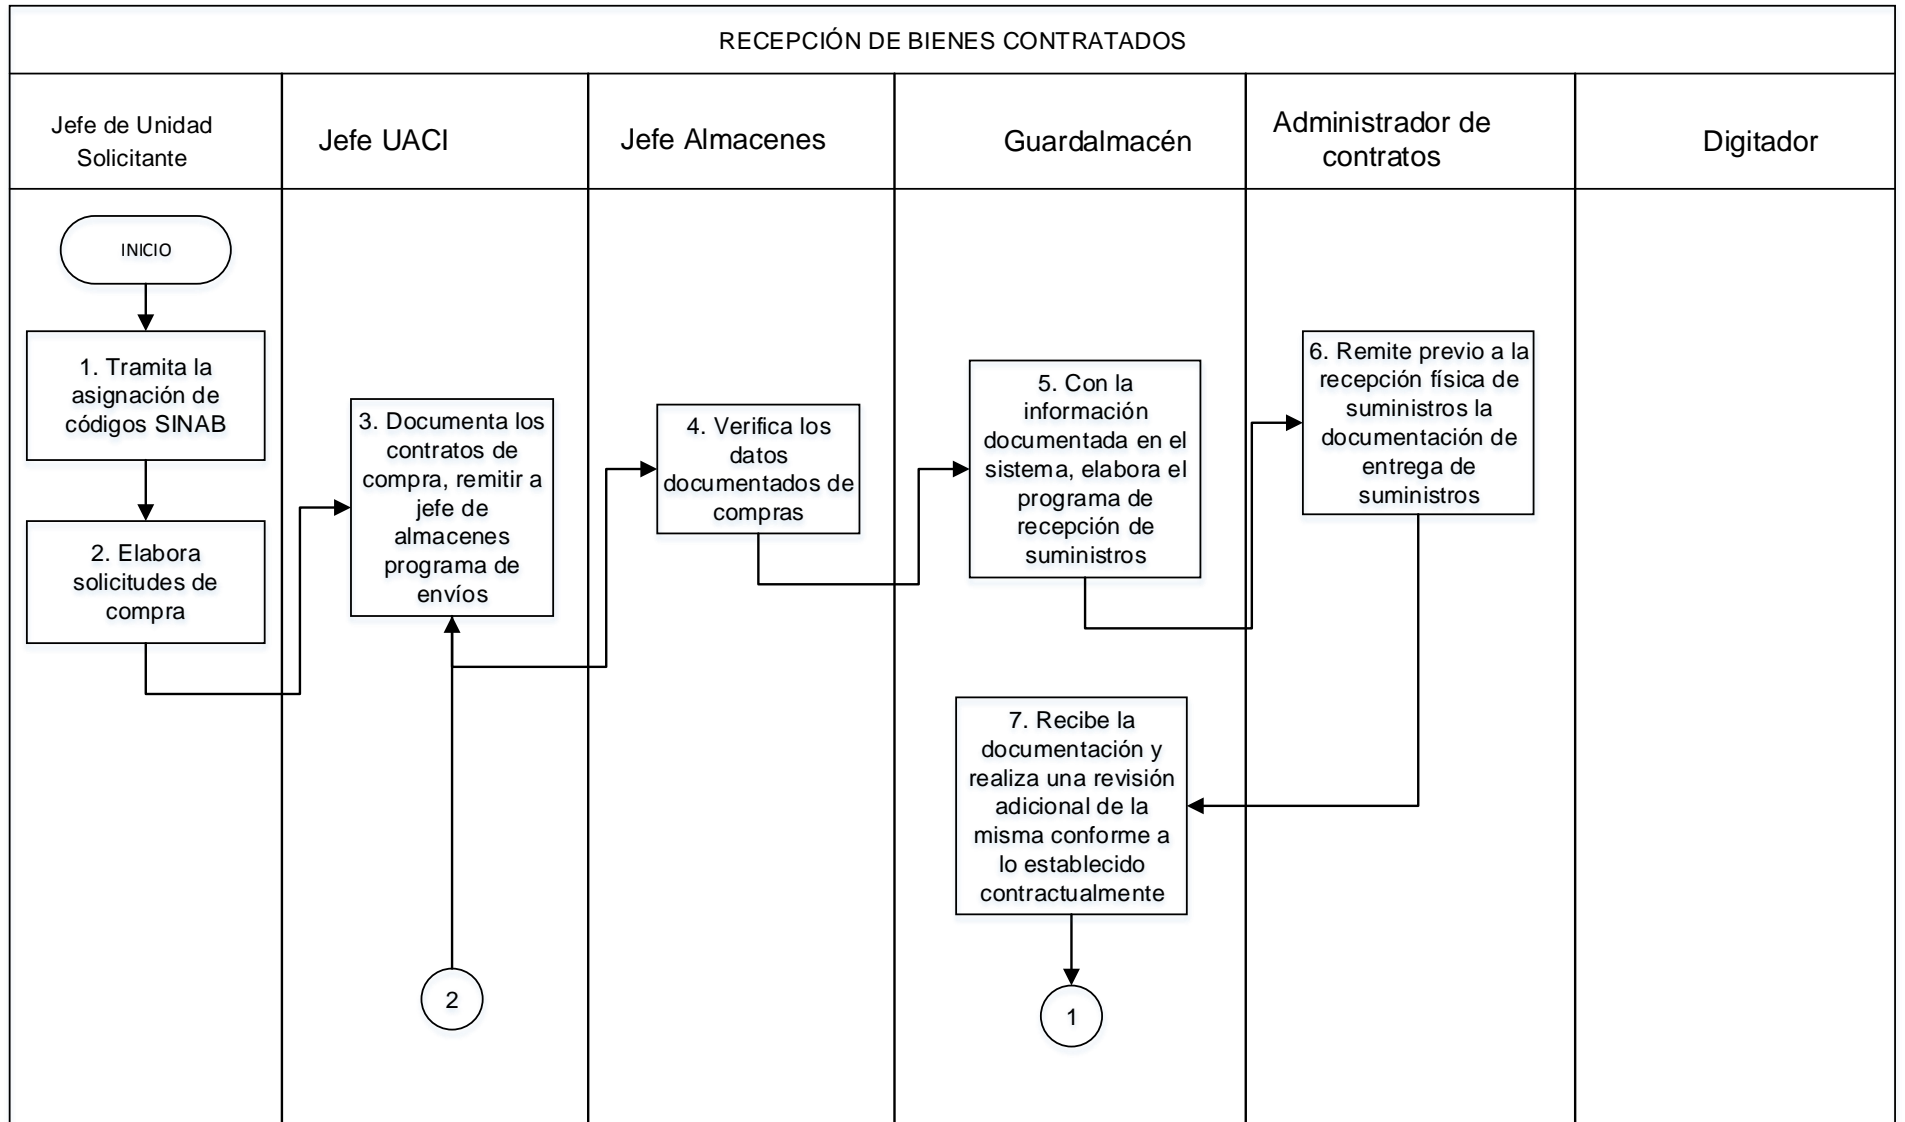 RECEPCIÓN DE BIENES CONTRATADOS
Jefe de Unidad
Solicitante
Jefe UACI
Jefe Almacenes
Guardalmacén
Administrador de
contratos
Digitador
INICIO
1. Tramita la
asignación de
códigos SINAB
2. Elabora
solicitudes de
compra
3. Documenta los
contratos de
compra, remitir a
jefe de
almacenes
programa de
envíos
4. Verifica los
datos
documentados de
compras
5. Con la
información
documentada en el
sistema, elabora el
programa de
recepción de
suministros
6. Remite previo a la
recepción física de
suministros la
documentación de
entrega de
suministros
7. Recibe la
documentación y
realiza una revisión
adicional de la
misma conforme a
lo establecido
contractualmente
2
1